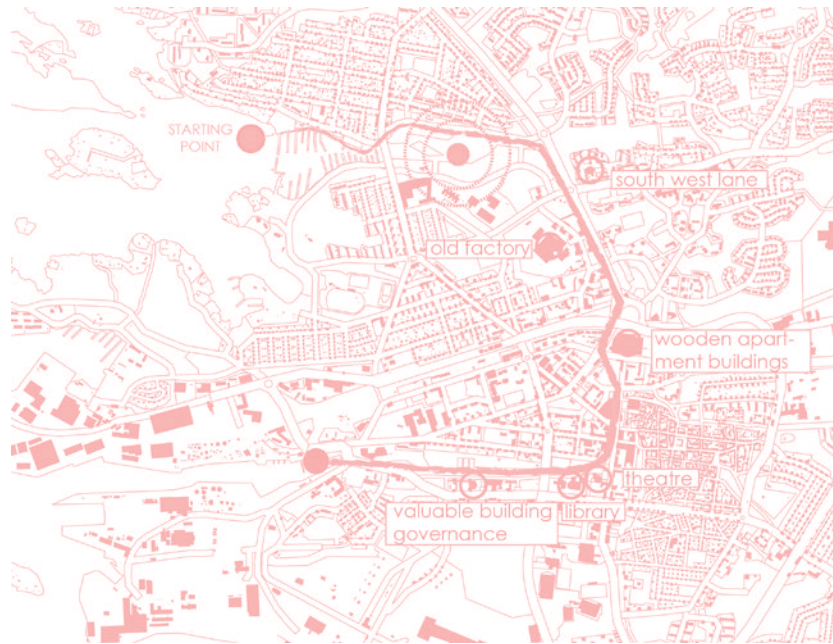 STARTING
POINT
south west lane
old factory
wooden apart-
ment buildings
theatre
valuable building
governance
library